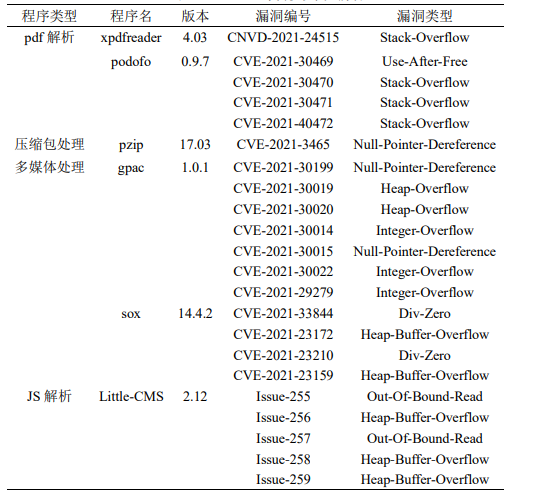 程序类型 程序名 版本 漏洞编号 漏洞类型
pdf 解析 xpdfreader 4.03 CNVD-2021-24515 Stack-Overflow
podofo 0.9.7 CVE-2021-30469 Use-After-Free
CVE-2021-30470 Stack-Overflow
CVE-2021-30471 Stack-Overflow
CVE-2021-40472 Stack-Overflow
压缩包处理 pzip 17.03 CVE-2021-3465 Null-Pointer-Dereference
多媒体处理 gpac 1.0.1 CVE-2021-30199 Null-Pointer-Dereference
CVE-2021-30019 Heap-Overflow
CVE-2021-30020 Heap-Overflow
CVE-2021-30014 Integer-Overflow
CVE-2021-30015 Null-Pointer-Dereference
CVE-2021-30022 Integer-Overflow
CVE-2021-29279 Integer-Overflow
sox 14.4.2 CVE-2021-33844 Div-Zero
CVE-2021-23172 Heap-Buffer-Overflow
CVE-2021-23210 Div-Zero
CVE-2021-23159 Heap-Buffer-Overflow
JS 解析 Little-CMS 2.12 Issue-255 Out-Of-Bound-Read
Issue-256 Heap-Buffer-Overflow
Issue-257 Out-Of-Bound-Read
Issue-258 Heap-Buffer-Overflow
Issue-259 Heap-Buffer-Overflow